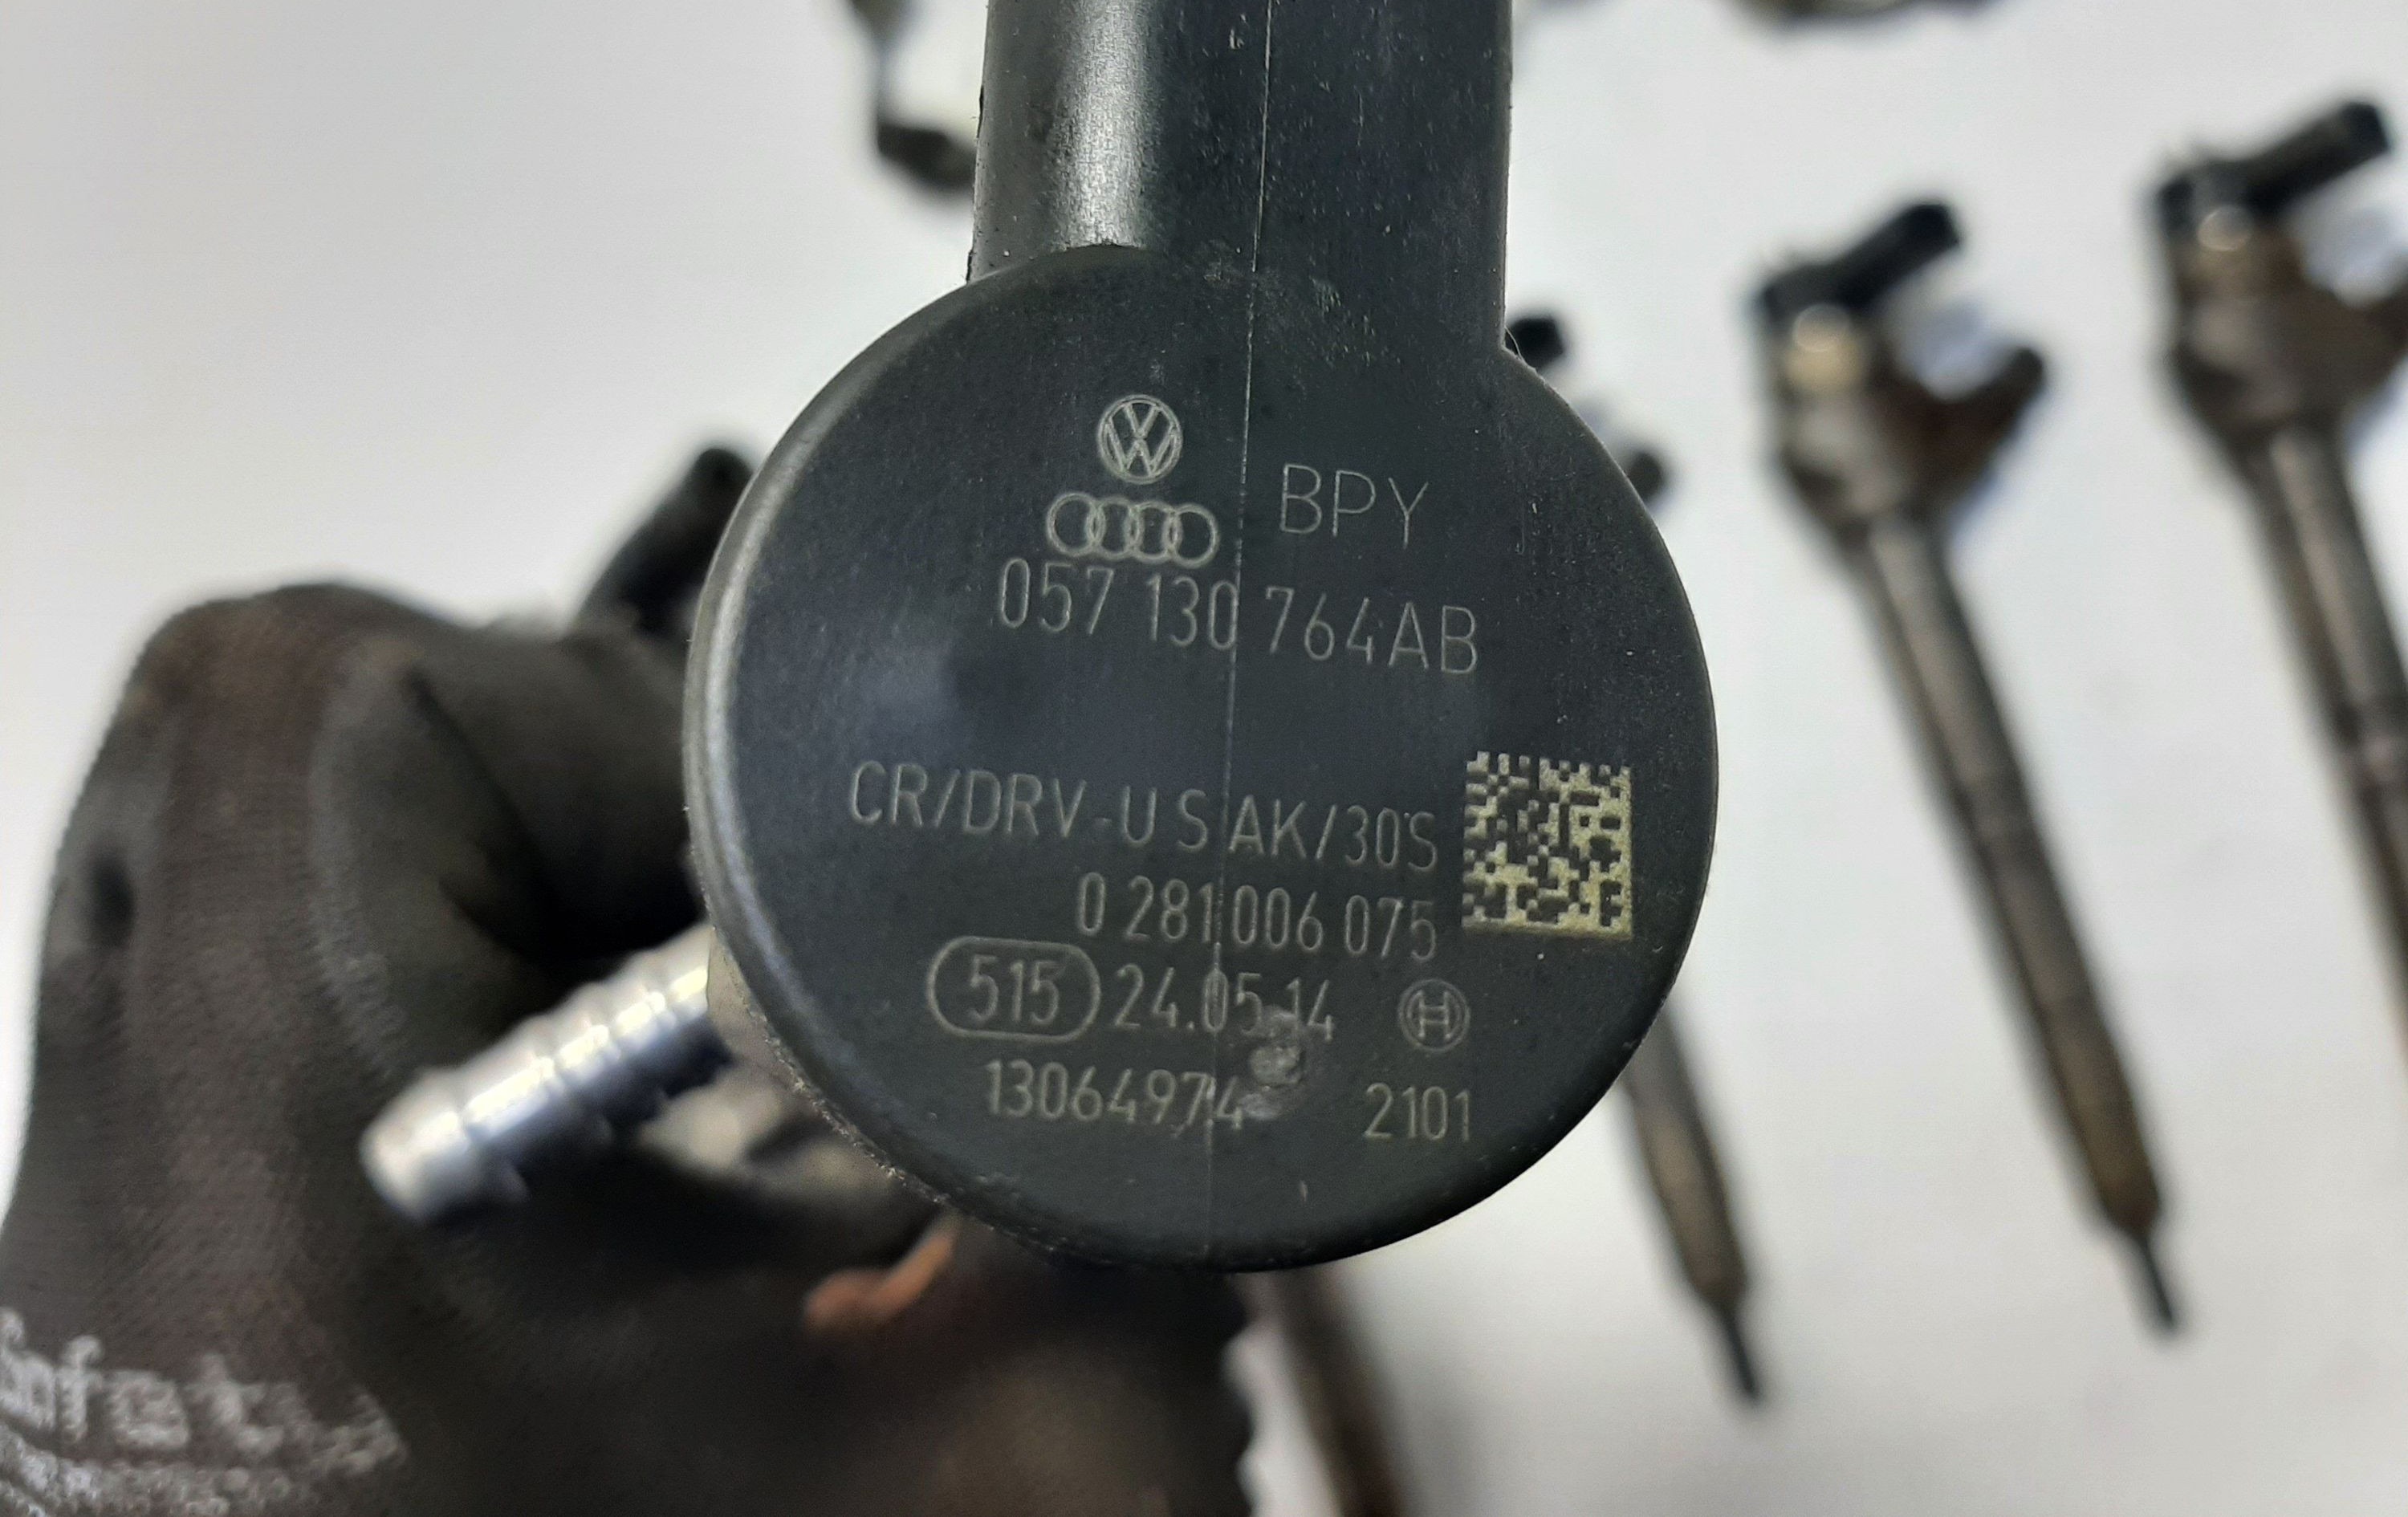 BPY
057 130 764AB
CR/DRV-U S AK/30S
0 281 006 075
515 24.05.14
13064974 2101